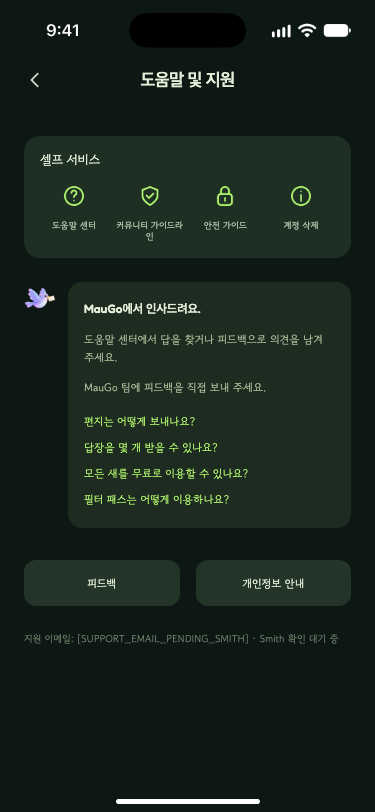 9:41
도움말 및 지원
셀프 서비스
도움말 센터
커뮤니티 가이드라
인
안전 가이드
계정 삭제
MauGo에서 인사드려요.
도움말 센터에서 답을 찾거나 피드백으로 의견을 남겨
주세요.
MauGo 팀에 피드백을 직접 보내 주세요.
편지는 어떻게 보내나요?
답장을 몇 개 받을 수 있나요?
모든 새를 무료로 이용할 수 있나요?
필터 패스는 어떻게 이용하나요?
피드백
개인정보 안내
지원 이메일: [SUPPORT_EMAIL_PENDING_SMITH] · Smith 확인 대기 중